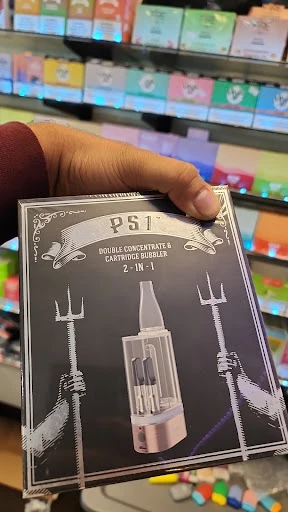 PS1
DOUBLE CONCENTRATE &
CARTRIDGE BUBBLER
2-IN-1